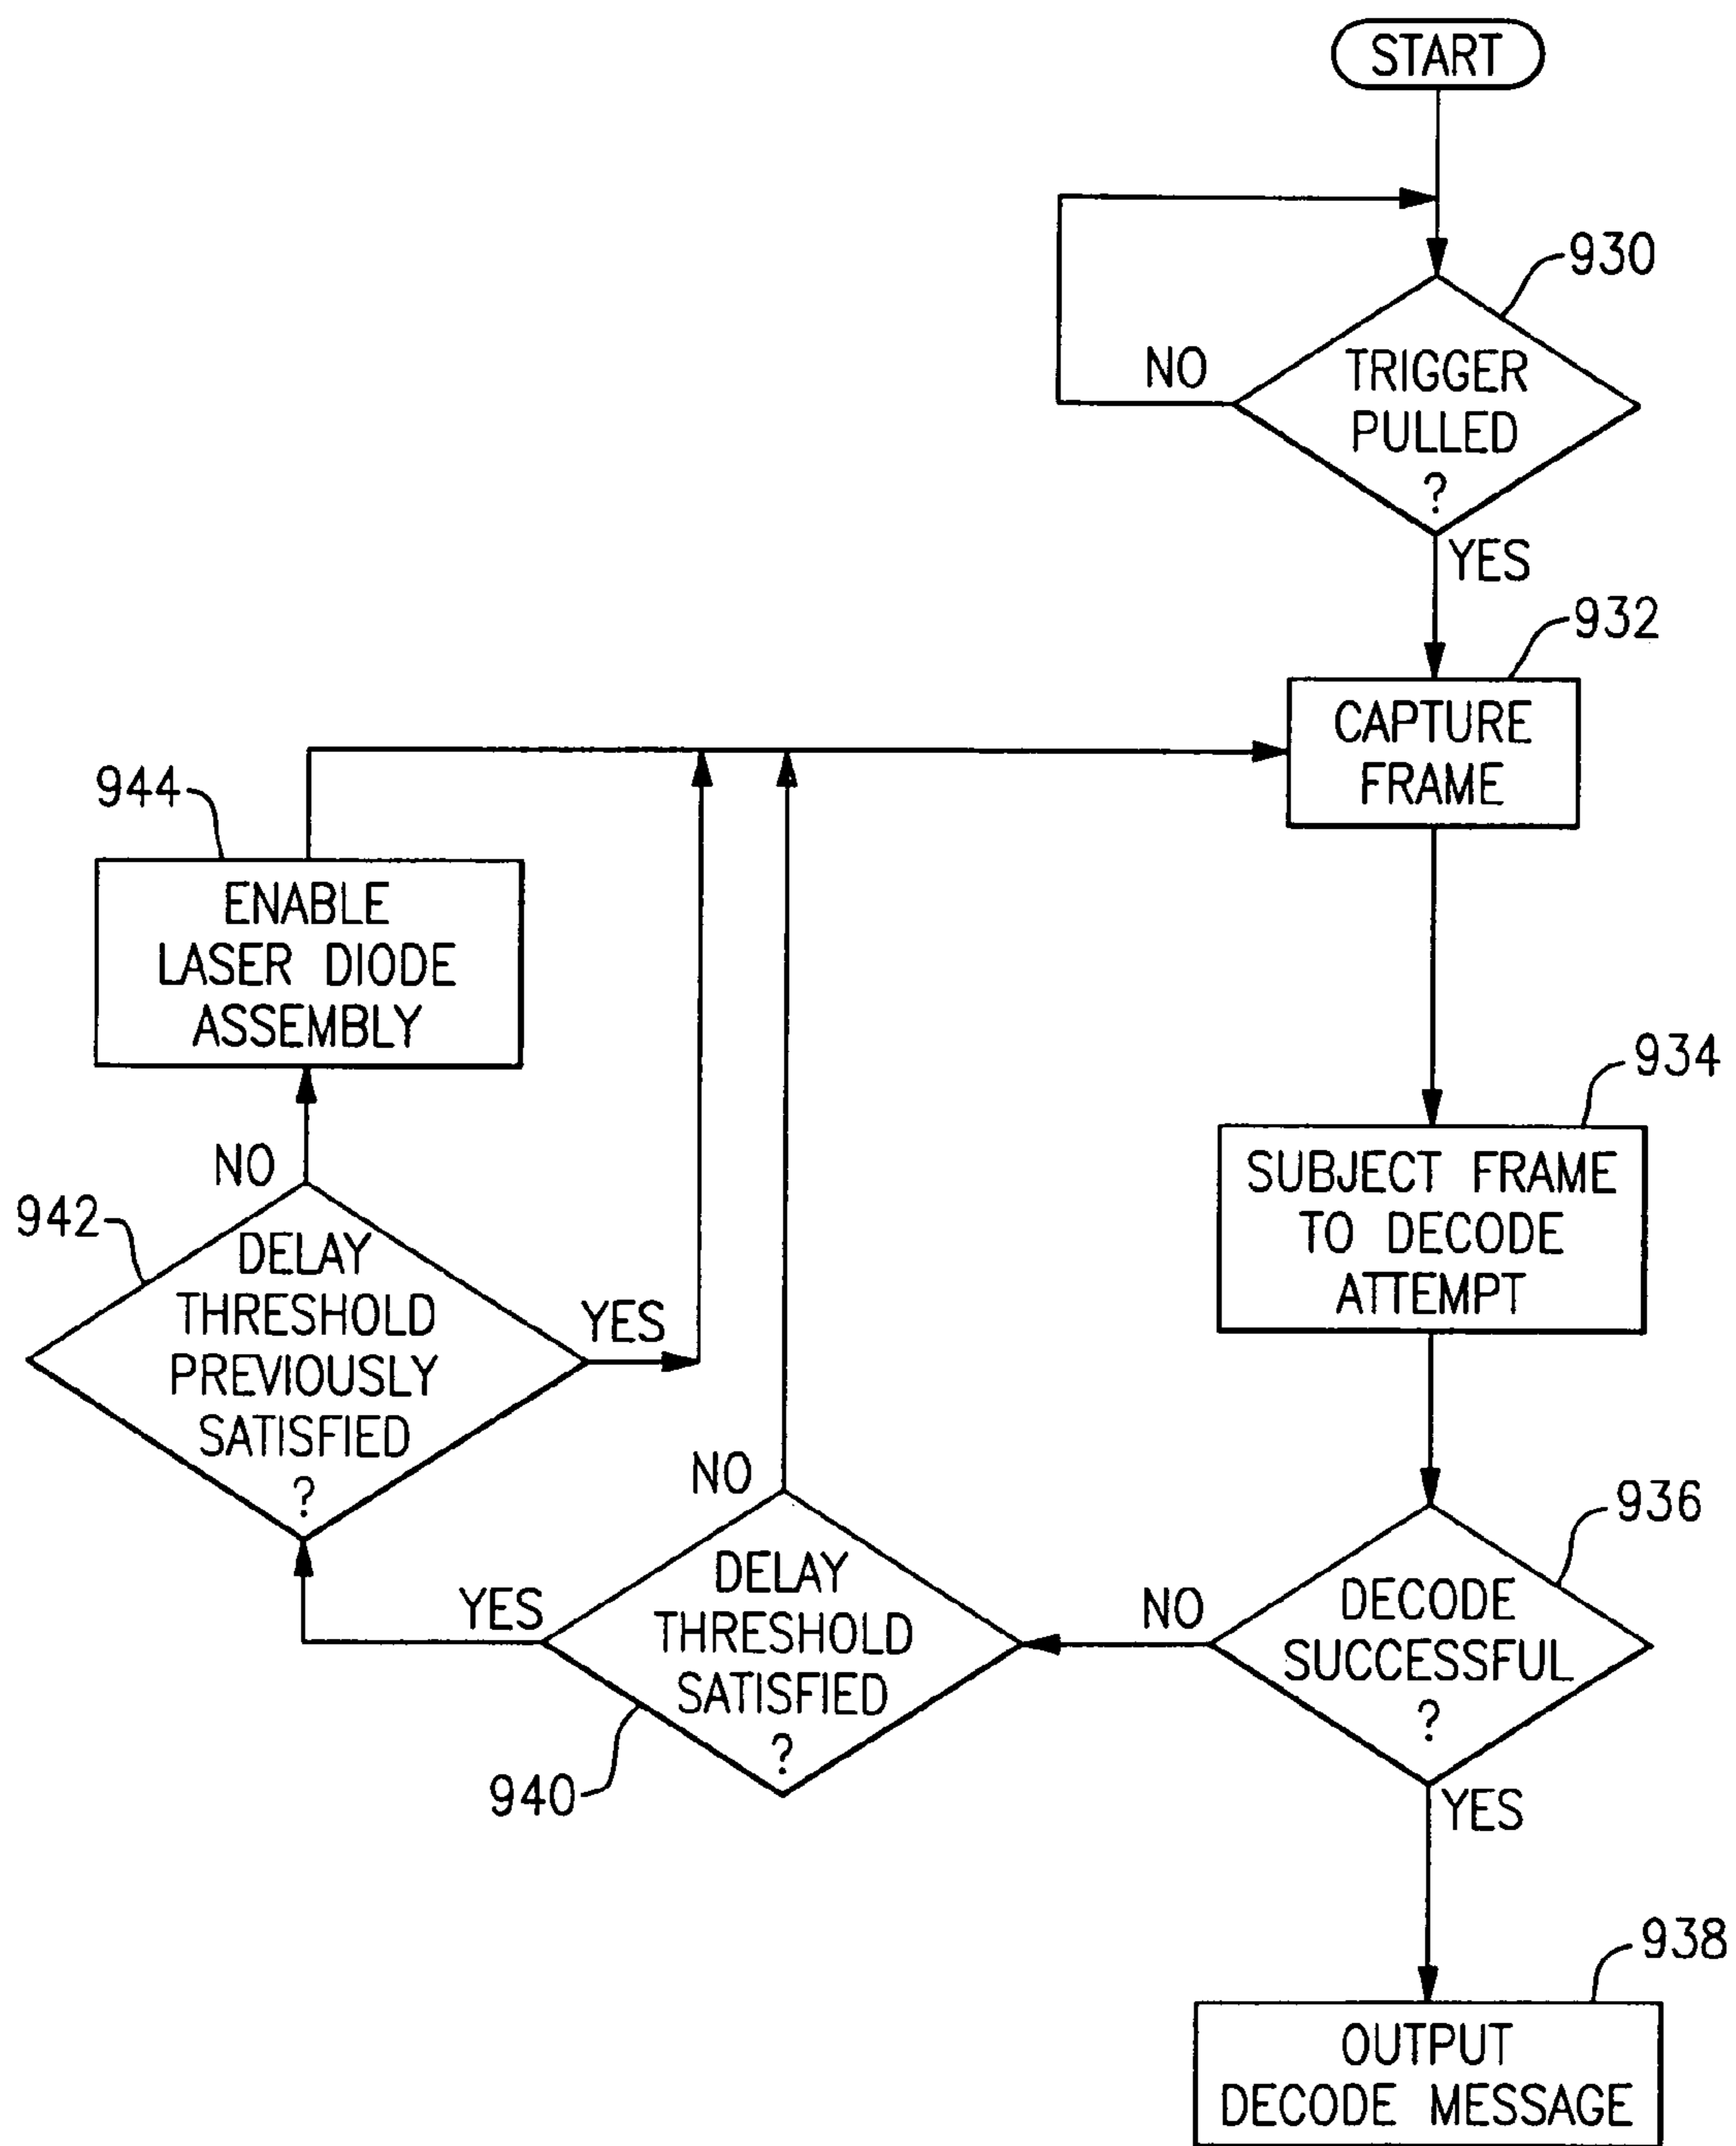 START
930
NO
TRIGGER
PULLED
?
YES
932
CAPTURE
FRAME
944
ENABLE
LASER DIODE
ASSEMBLY
934
SUBJECT FRAME
TO DECODE
ATTEMPT
NO
942
DELAY
THRESHOLD
PREVIOUSLY
SATISFIED
?
YES
NO
936
DECODE
SUCCESSFUL
?
NO
DELAY
THRESHOLD
SATISFIED
?
YES
940
YES
938
OUTPUT
DECODE MESSAGE